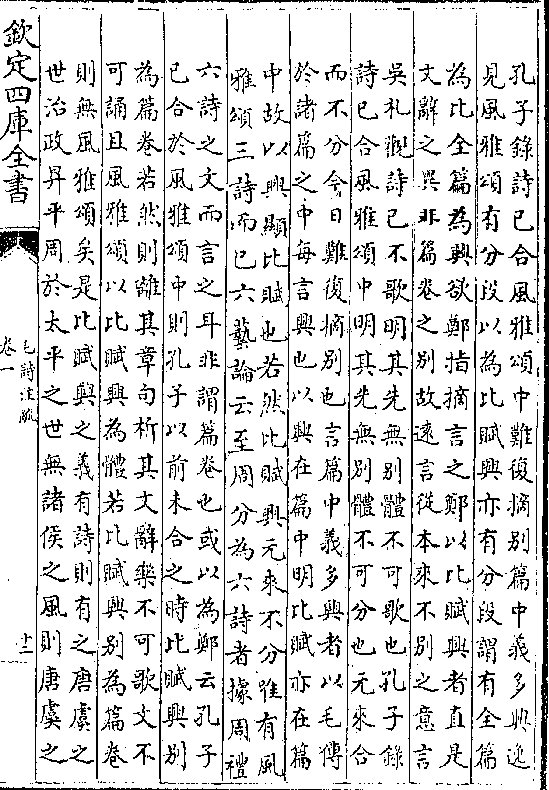 孔子錄詩已合風雅頌中難復摘別篇中義多興逸
見風雅頌有分段以為比賦興亦有分段謂有全篇
為比全篇為興欲鄭指摘言之鄭以比賦興者直是
文辭之異非篇卷之別故遠言從本來不別之意言
吳札觀詩已不歌明其先無別體不可歌也孔子錄
詩已合風雅頌中明其先無別體不可分也元來合
而不分今日難復摘別也言篇中義多興者以毛傳
於諸篇之中每言興也以興在篇中明比賦亦在篇
中故以興顯比賦也若然比賦興元來不分唯有風
雅頌三詩而已六藝論云至周分為六詩者據周禮
六詩之文而言之耳非謂篇卷也或以為鄭云孔子
已合於風雅頌中則孔子以前未合之時比賦興別
為篇卷若然則離其章句析其文辭樂不可歌文不
可誦且風雅頌以比賦興為體若比賦興別為篇卷
則無風雅頌矣是比賦興之義有詩則有之唐虞之
世治政昇平周於太平之世無諸侯之風則唐虞之
欽定四庫全書
毛詩注疏
卷一
十二